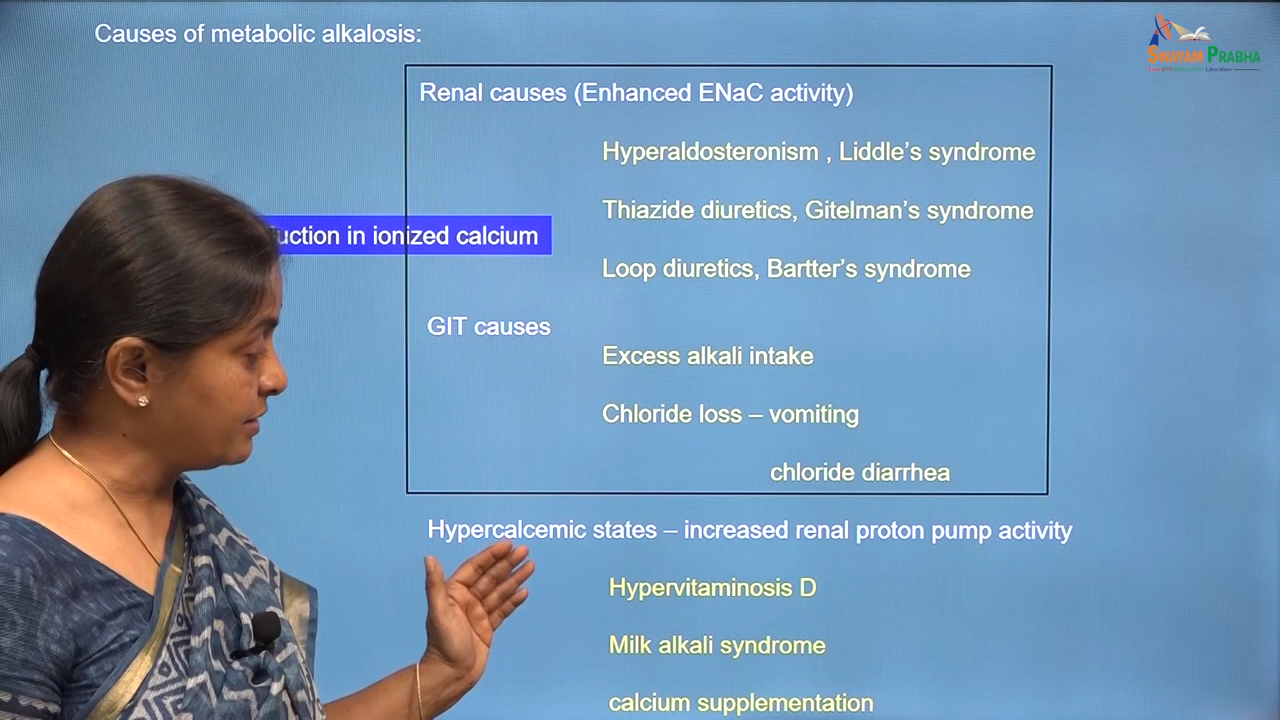 Causes of metabolic alkalosis:
SWAYAM PRABHA
Renal causes (Enhanced ENaC activity)
Hyperaldosteronism , Liddle's syndrome
Thiazide diuretics, Gitelman's syndrome
uction in ionized calcium
Loop diuretics, Bartter's syndrome
GIT causes
Excess alkali intake
Chloride loss – vomiting
chloride diarrhea
Hypercalcemic states – increased renal proton pump activity
Hypervitaminosis D
Milk alkali syndrome
calcium supplementation